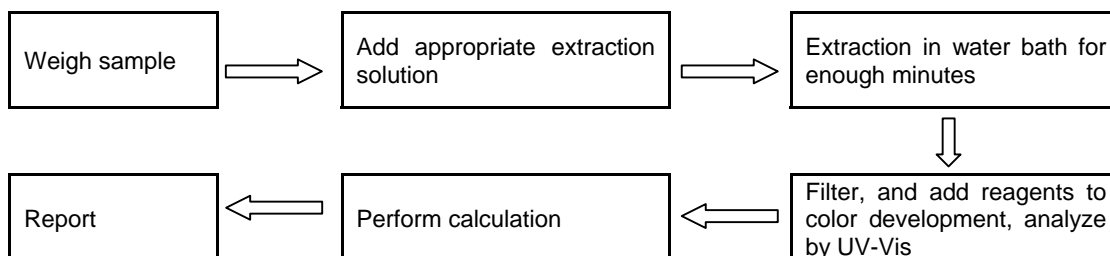 Weigh sample
Add appropriate extraction
solution
Extraction in water bath for
enough minutes
Filter, and add reagents to
color development, analyze
by UV-Vis
Perform calculation
Report